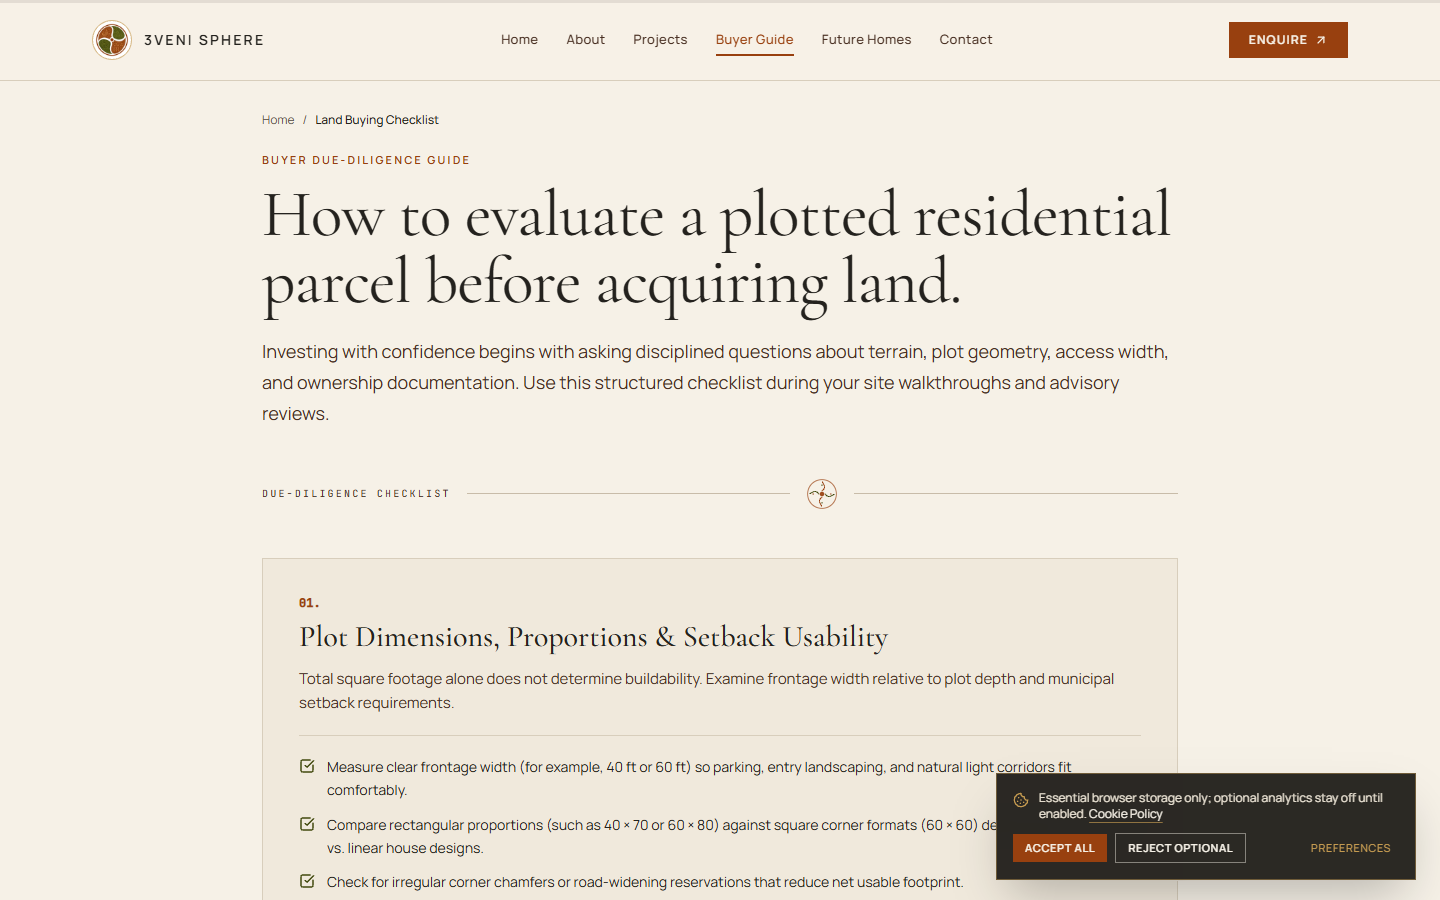 3VENI SPHERE
Home About Projects Buyer Guide Future Homes Contact
ENQUIRE
Home / Land Buying Checklist
BUYER DUE-DILIGENCE GUIDE
How to evaluate a plotted residential
parcel before acquiring land.
Investing with confidence begins with asking disciplined questions about terrain, plot geometry, access width,
and ownership documentation. Use this structured checklist during your site walkthroughs and advisory
reviews.
DUE-DILIGENCE CHECKLIST
01.
Plot Dimensions, Proportions & Setback Usability
Total square footage alone does not determine buildability. Examine frontage width relative to plot depth and municipal
setback requirements.
Measure clear frontage width (for example, 40 ft or 60 ft) so parking, entry landscaping, and natural light corridors fit
comfortably.
Compare rectangular proportions (such as 40 × 70 or 60 × 80) against square corner formats (60 × 60)
vs. linear house designs.
Check for irregular corner chamfers or road-widening reservations that reduce net usable footprint.
Essential browser storage only; optional analytics stay off until
enabled. Cookie Policy
ACCEPT ALL REJECT OPTIONAL PREFERENCES